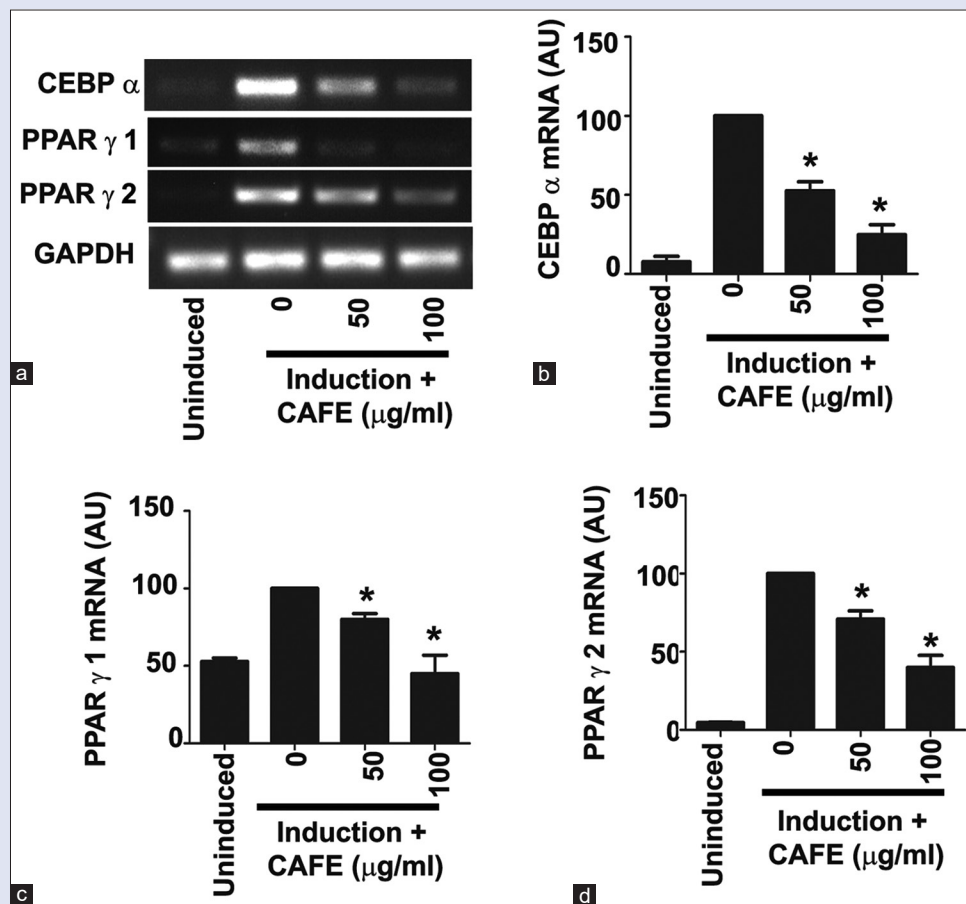 CEBP α
PPAR γ 1
PPAR γ 2
GAPDH
Uninduced
0
50
100
Induction +
CAFE (μg/ml)
a
CEBP α mRNA (AU)
150
100
50
0
Uninduced
0
50
100
Induction +
CAFE (μg/ml)
b
PPAR γ 1 mRNA (AU)
150
100
50
0
*
*
Uninduced
0
50
100
Induction +
CAFE (μg/ml)
c
PPAR γ 2 mRNA (AU)
150
100
50
0
*
*
Uninduced
0
50
100
Induction +
CAFE (μg/ml)
d